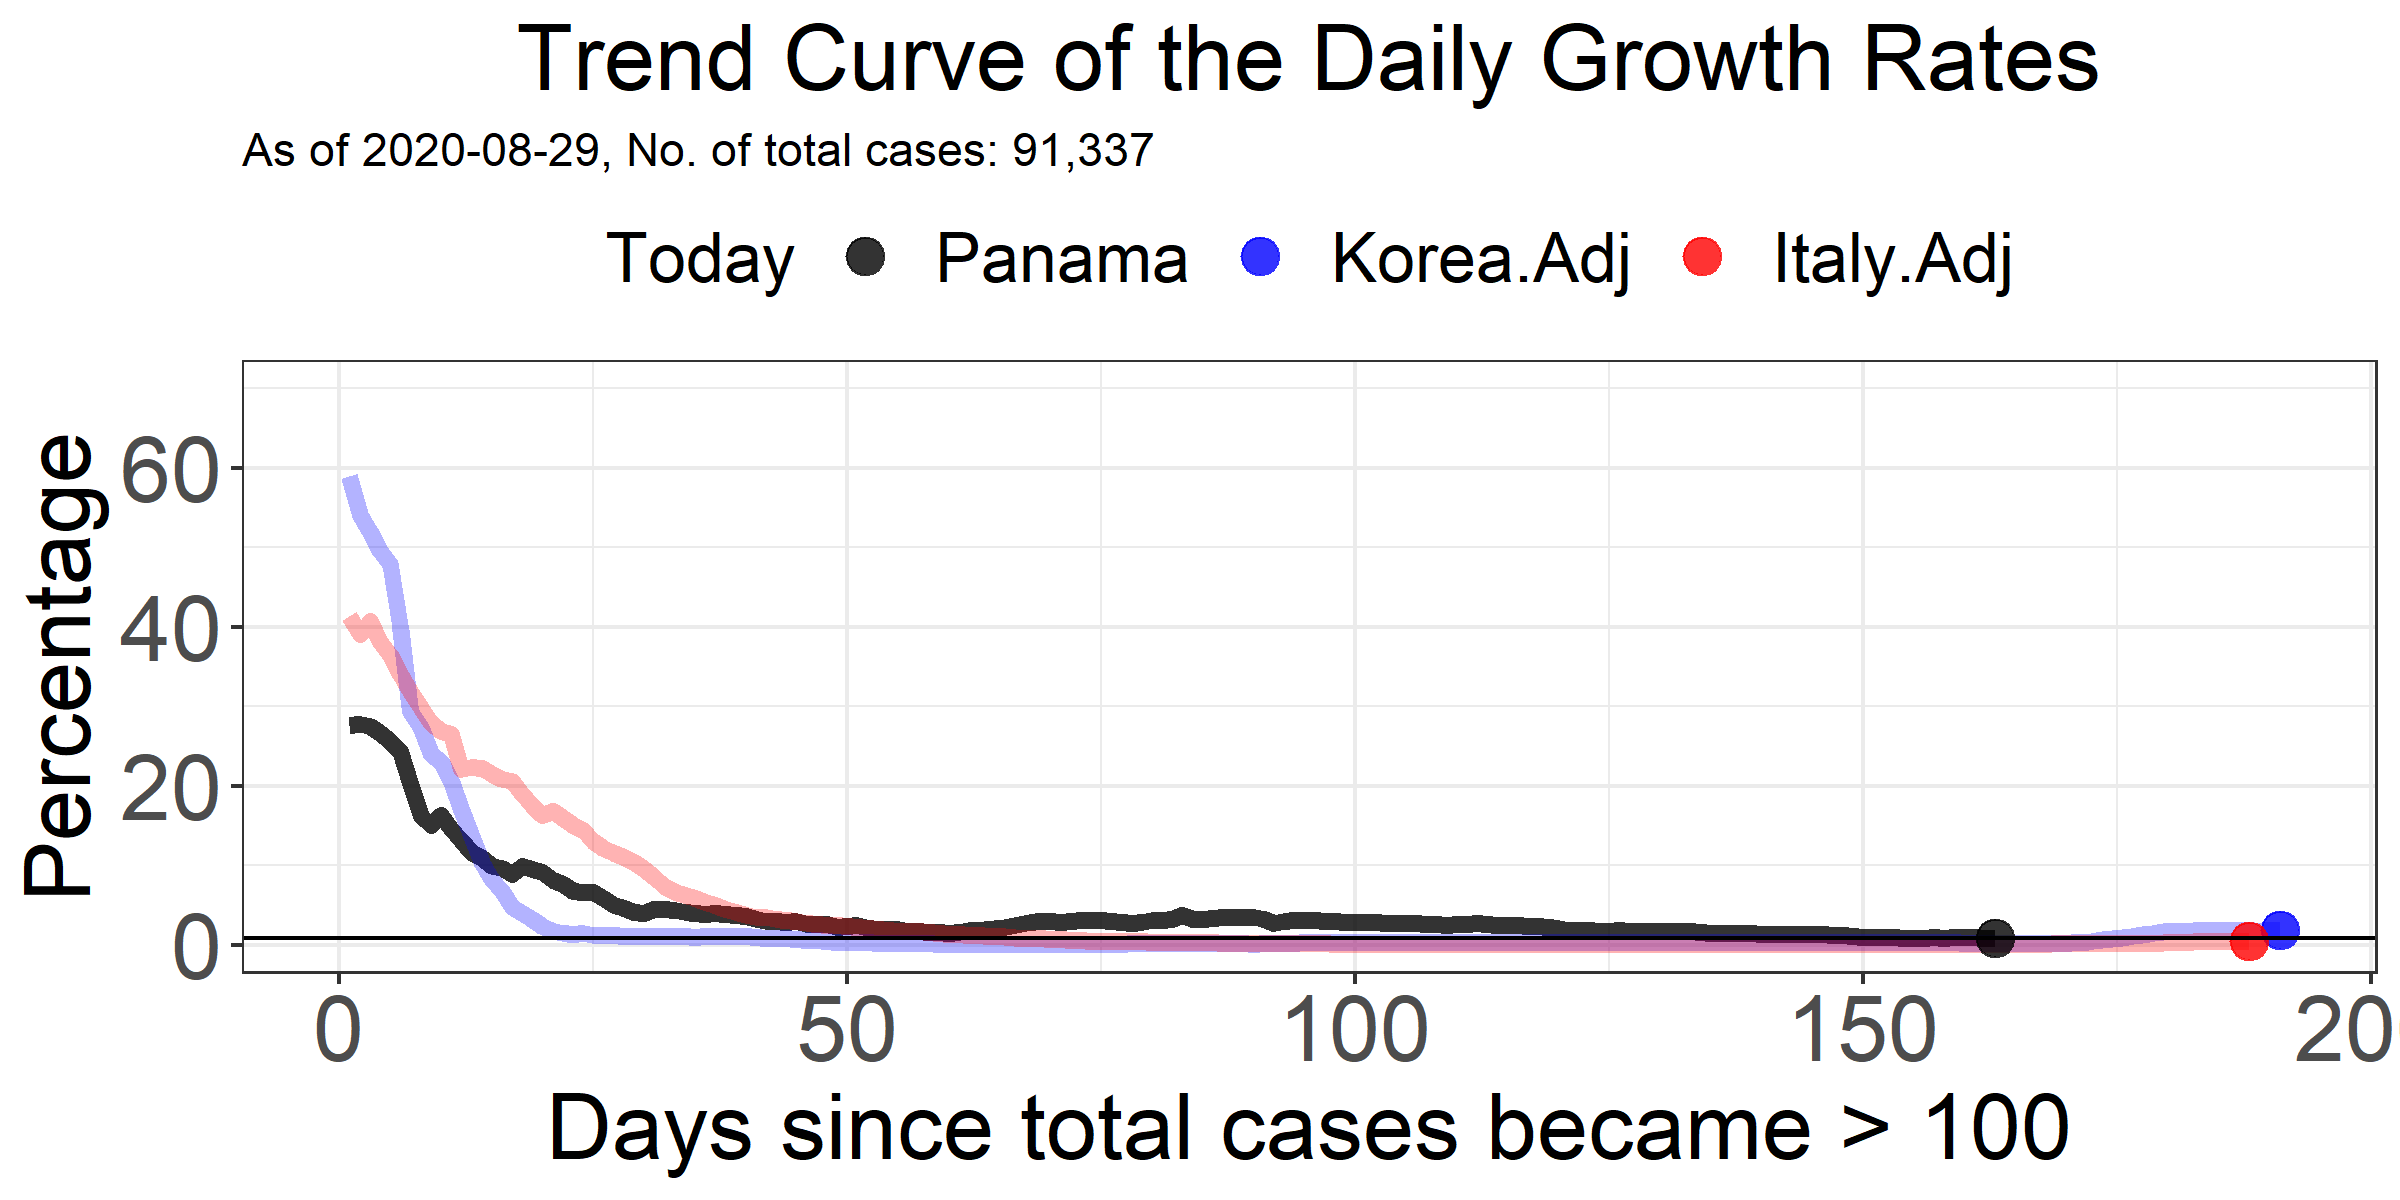 Trend Curve of the Daily Growth Rates
As of 2020-08-29, No. of total cases: 91,337
Today Panama Korea.Adj Italy.Adj
Percentage
60
40
20
0
0 50 100 150 20
Days since total cases became > 100